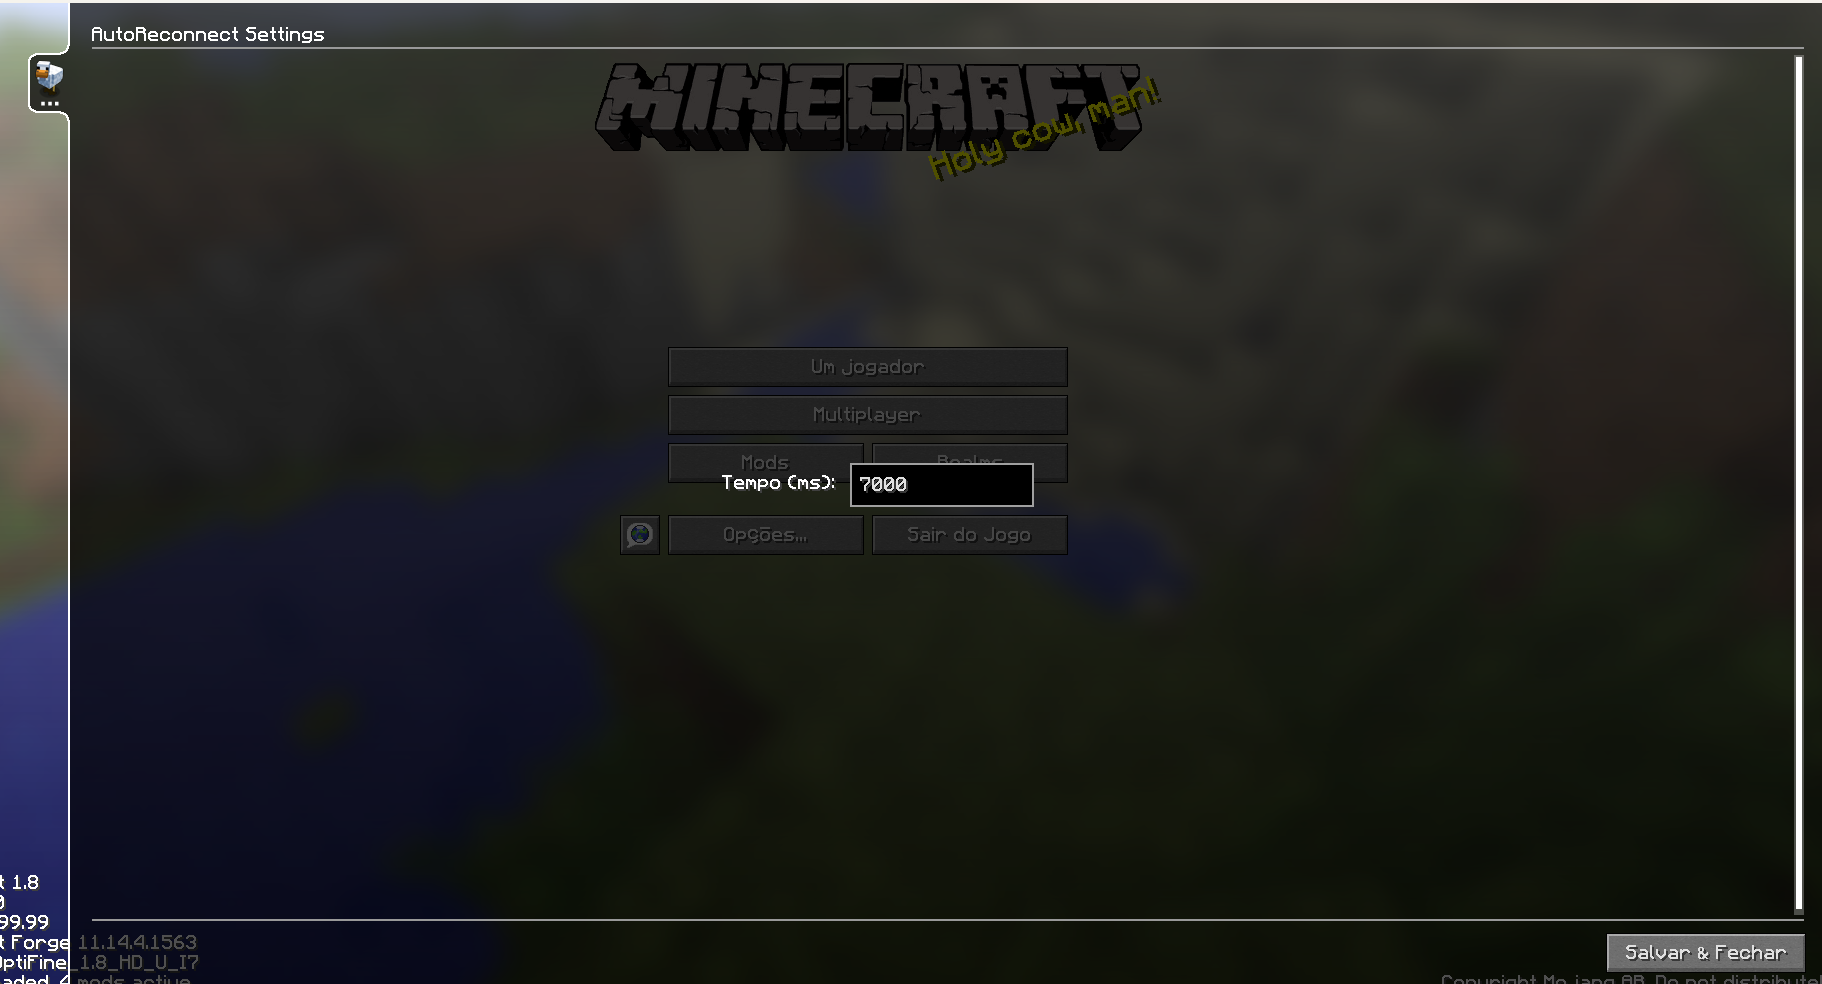 AutoReconnect Settings
MINECRAFT
Holy cow, man!
Um jogador
Multiplayer
Mods
Realms
Tempo (ms):
7000
Opções...
Sair do Jogo
t 1.8
99.99
t Forge 11.14.4.1563
OptiFine_1.8_HD_U_I7
aded, 4 mods active
Salvar & Fechar
Copyright Mojang AB. Do not distribute!